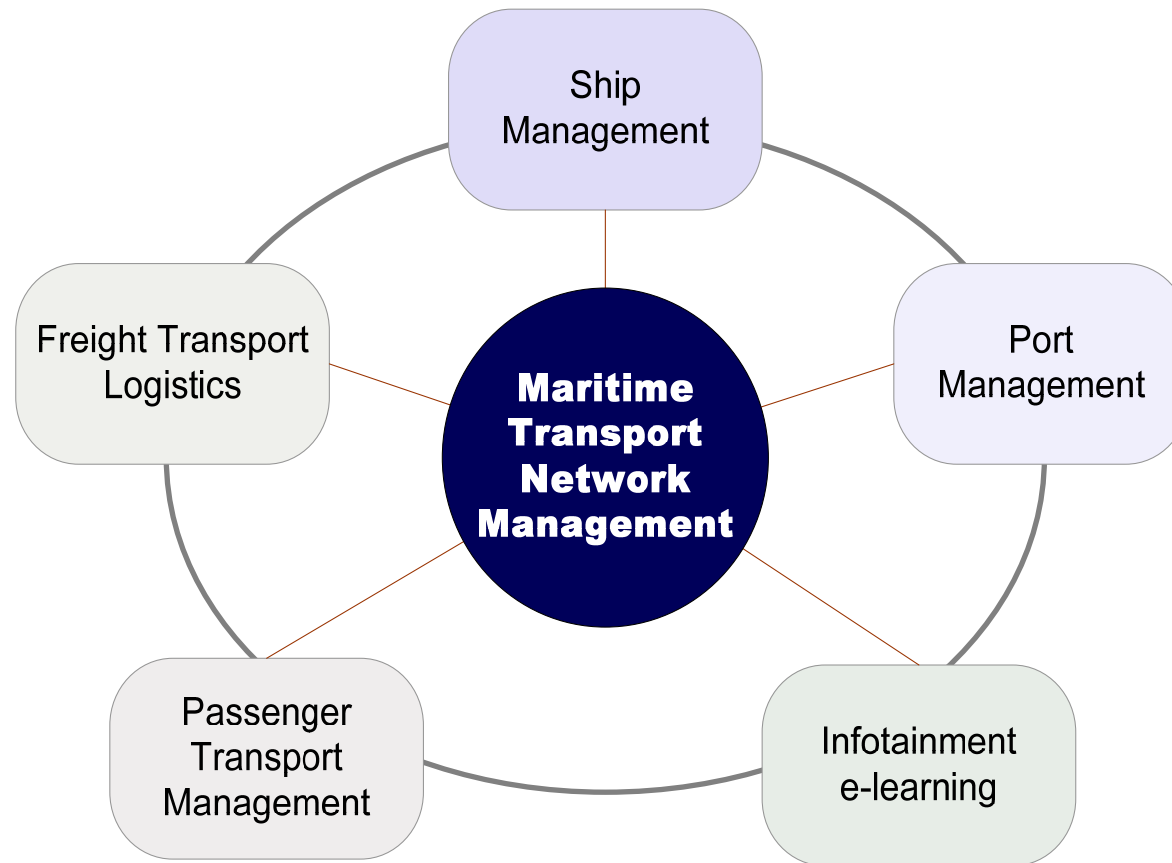 Ship
Management
Freight Transport
Logistics
Port
Management
Maritime
Transport
Network
Management
Passenger
Transport
Management
Infotainment
e-learning